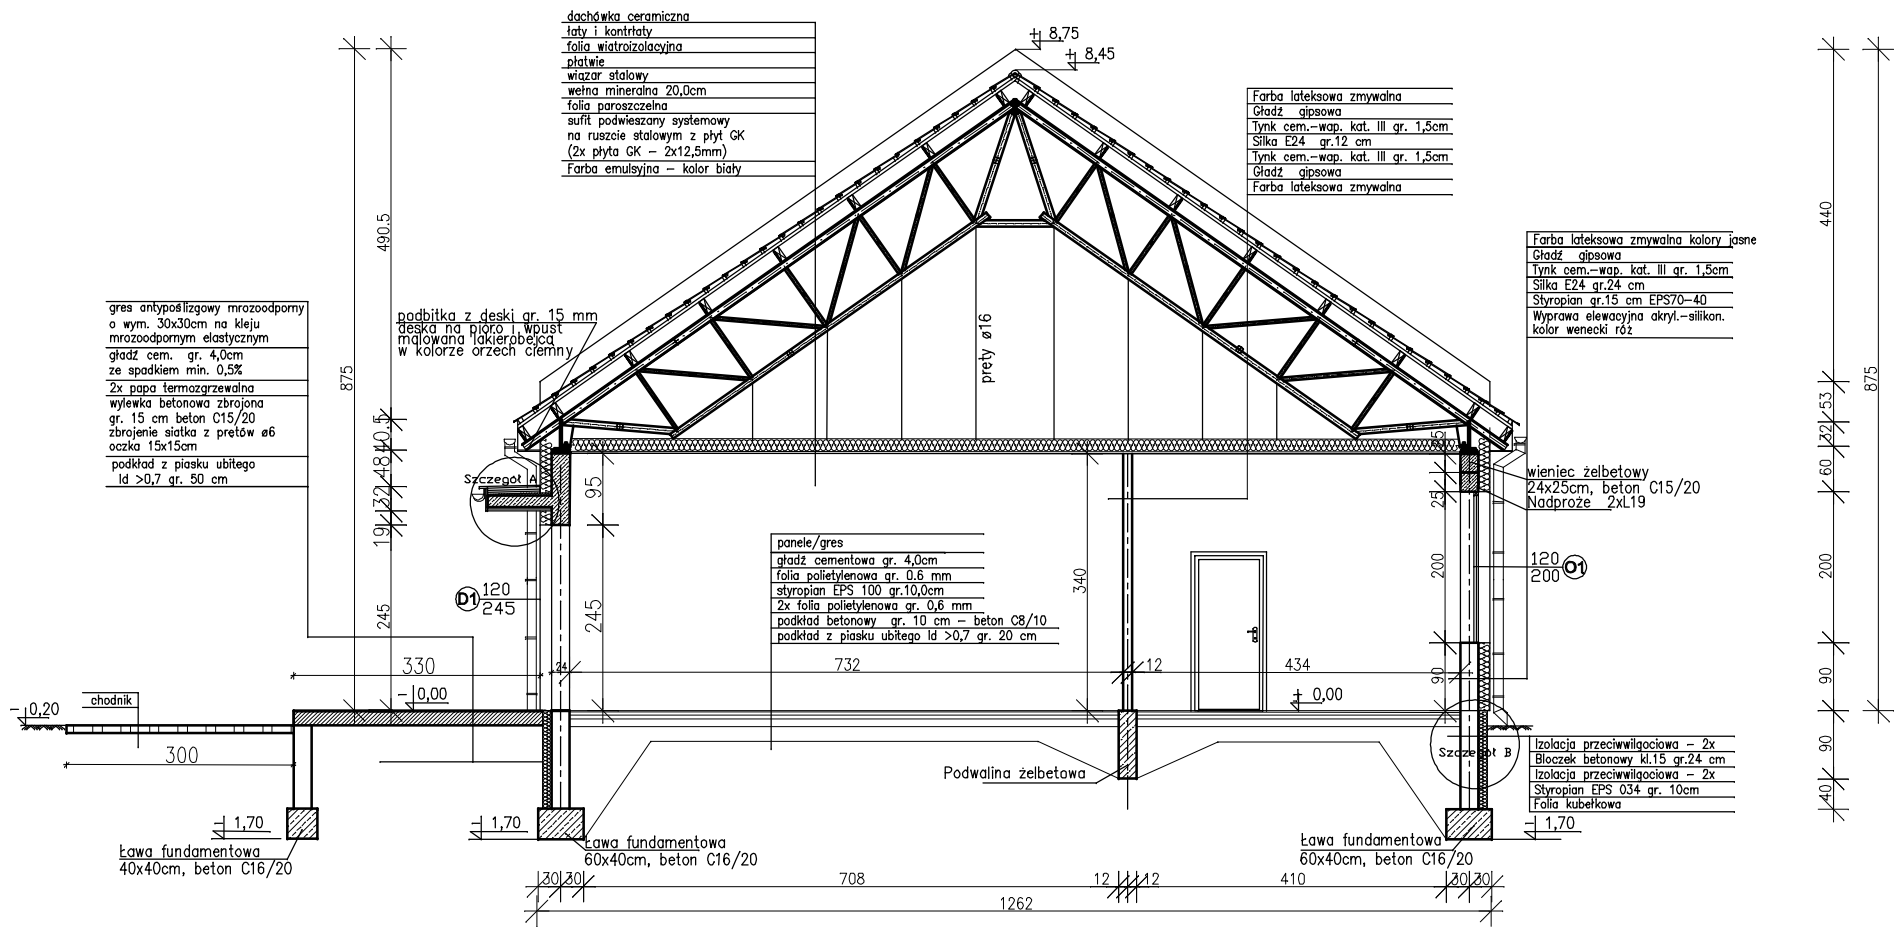 dachówka ceramiczna
łaty i kontrłaty
folia wiatroizolacyjna
płatwie
wiązar stalowy
wełna mineralna 20,0cm
folia paroszczelna
sufit podwieszany systemowy
na ruszcie stalowym z płyt GK
(2x płyta GK – 2x12,5mm)
Farba emulsyjna – kolor biały
+ 8,75
+ 8,45
Farba lateksowa zmywalna
Gładź gipsowa
Tynk cem.–wap. kat. III gr. 1,5cm
Silka E24 gr.12 cm
Tynk cem.–wap. kat. III gr. 1,5cm
Gładź gipsowa
Farba lateksowa zmywalna
Farba lateksowa zmywalna kolory jasne
Gładź gipsowa
Tynk cem.–wap. kat. III gr. 1,5cm
Silka E24 gr.24 cm
Styropian gr.15 cm EPS70–40
Wyprawa elewacyjna akryl.–silikon.
kolor wenecki róż
gres antypoślizgowy mrozoodporny
o wym. 30x30cm na kleju
mrozoodpornym elastycznym
gładź cem. gr. 4,0cm
ze spadkiem min. 0,5%
2x papa termozgrzewalna
wylewka betonowa zbrojona
gr. 15 cm beton C15/20
zbrojenie siatka z prętów ø6
oczka 15x15cm
podkład z piasku ubitego
Id >0,7 gr. 50 cm
podbitka z deski gr. 15 mm
deska na pióro i wpust
malowana lakierobejcą
w kolorze orzech ciemny
875
490.5
40.5
48
32
19
245
pręty ø16
440
53
32
60
200
90
90
40
875
Szczegół A
95
245
25
200
90
340
wieniec żelbetowy
24x25cm, beton C15/20
Nadproże 2xL19
D1
120
245
120
200
O1
panele/gres
gładź cementowa gr. 4,0cm
folia polietylenowa gr. 0.6 mm
styropian EPS 100 gr.10,0cm
2x folia polietylenowa gr. 0,6 mm
podkład betonowy gr. 10 cm – beton C8/10
podkład z piasku ubitego Id >0,7 gr. 20 cm
330
24
732
12
434
chodnik
– 0,20
– 0,00
+ 0,00
300
Podwalina żelbetowa
Szczegół B
Izolacja przeciwwilgociowa – 2x
Bloczek betonowy kl.15 gr.24 cm
Izolacja przeciwwilgociowa – 2x
Styropian EPS 034 gr. 10cm
Folia kubełkowa
– 1,70
– 1,70
– 1,70
Ława fundamentowa
40x40cm, beton C16/20
Ława fundamentowa
60x40cm, beton C16/20
Ława fundamentowa
60x40cm, beton C16/20
30
30
708
12
12
410
30
30
1262